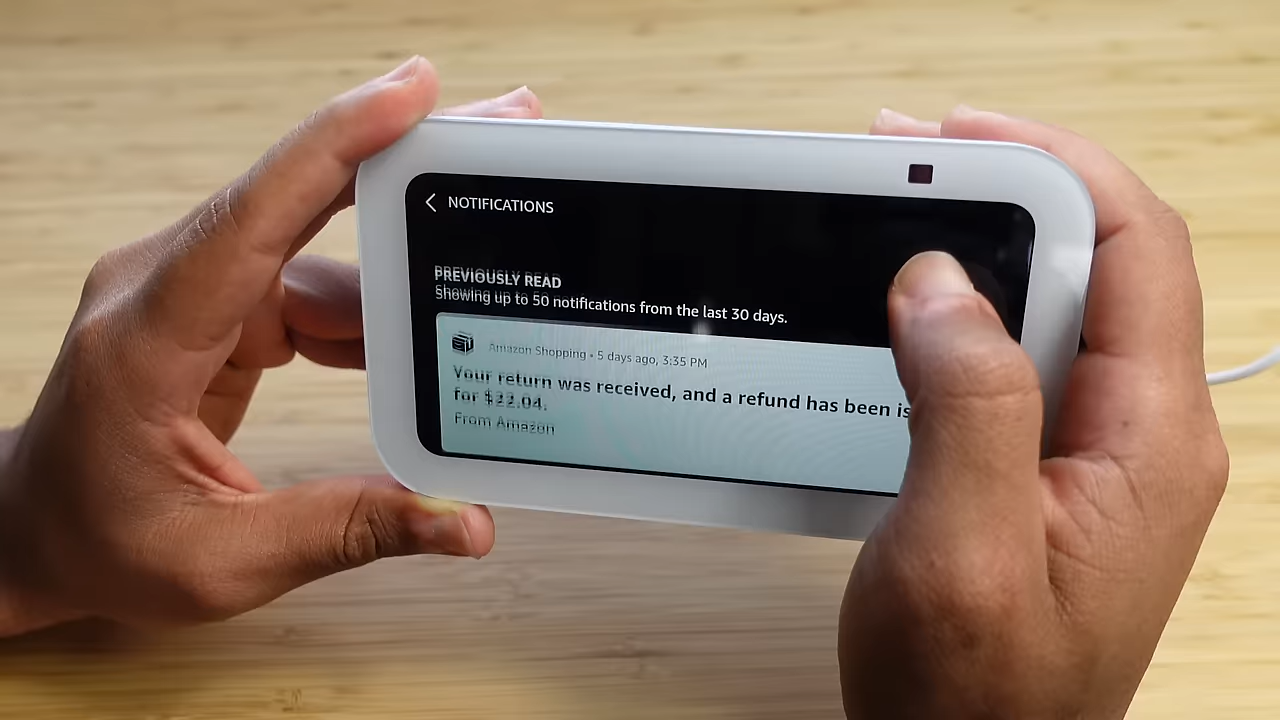 NOTIFICATIONS
PREVIOUSLY READ
Showing up to 50 notifications from the last 30 days.
Amazon Shopping • 5 days ago, 3:35 PM
Your return was received, and a refund has been is
for $22.04.
From Amazon